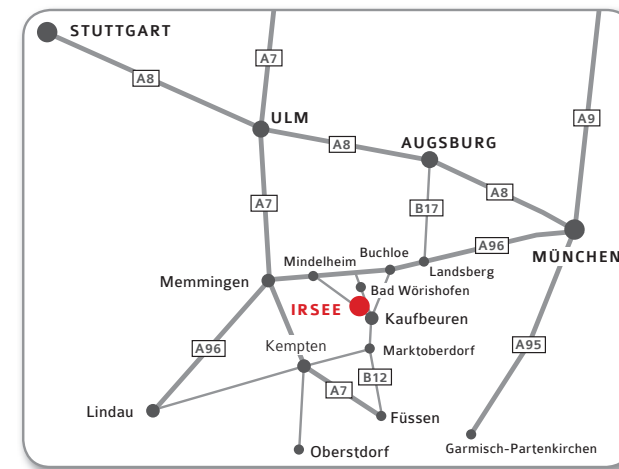 STUTTGART
A7
A8
A9
ULM
AUGSBURG
A8
A8
A7
B17
A96
Buchloe
MÜNCHEN
Mindelheim
Landsberg
Memmingen
Bad Wörishofen
IRSEE
Kaufbeuren
A96
Kempten
Marktoberdorf
A95
B12
A7
Lindau
Füssen
Oberstdorf
Garmisch-Partenkirchen